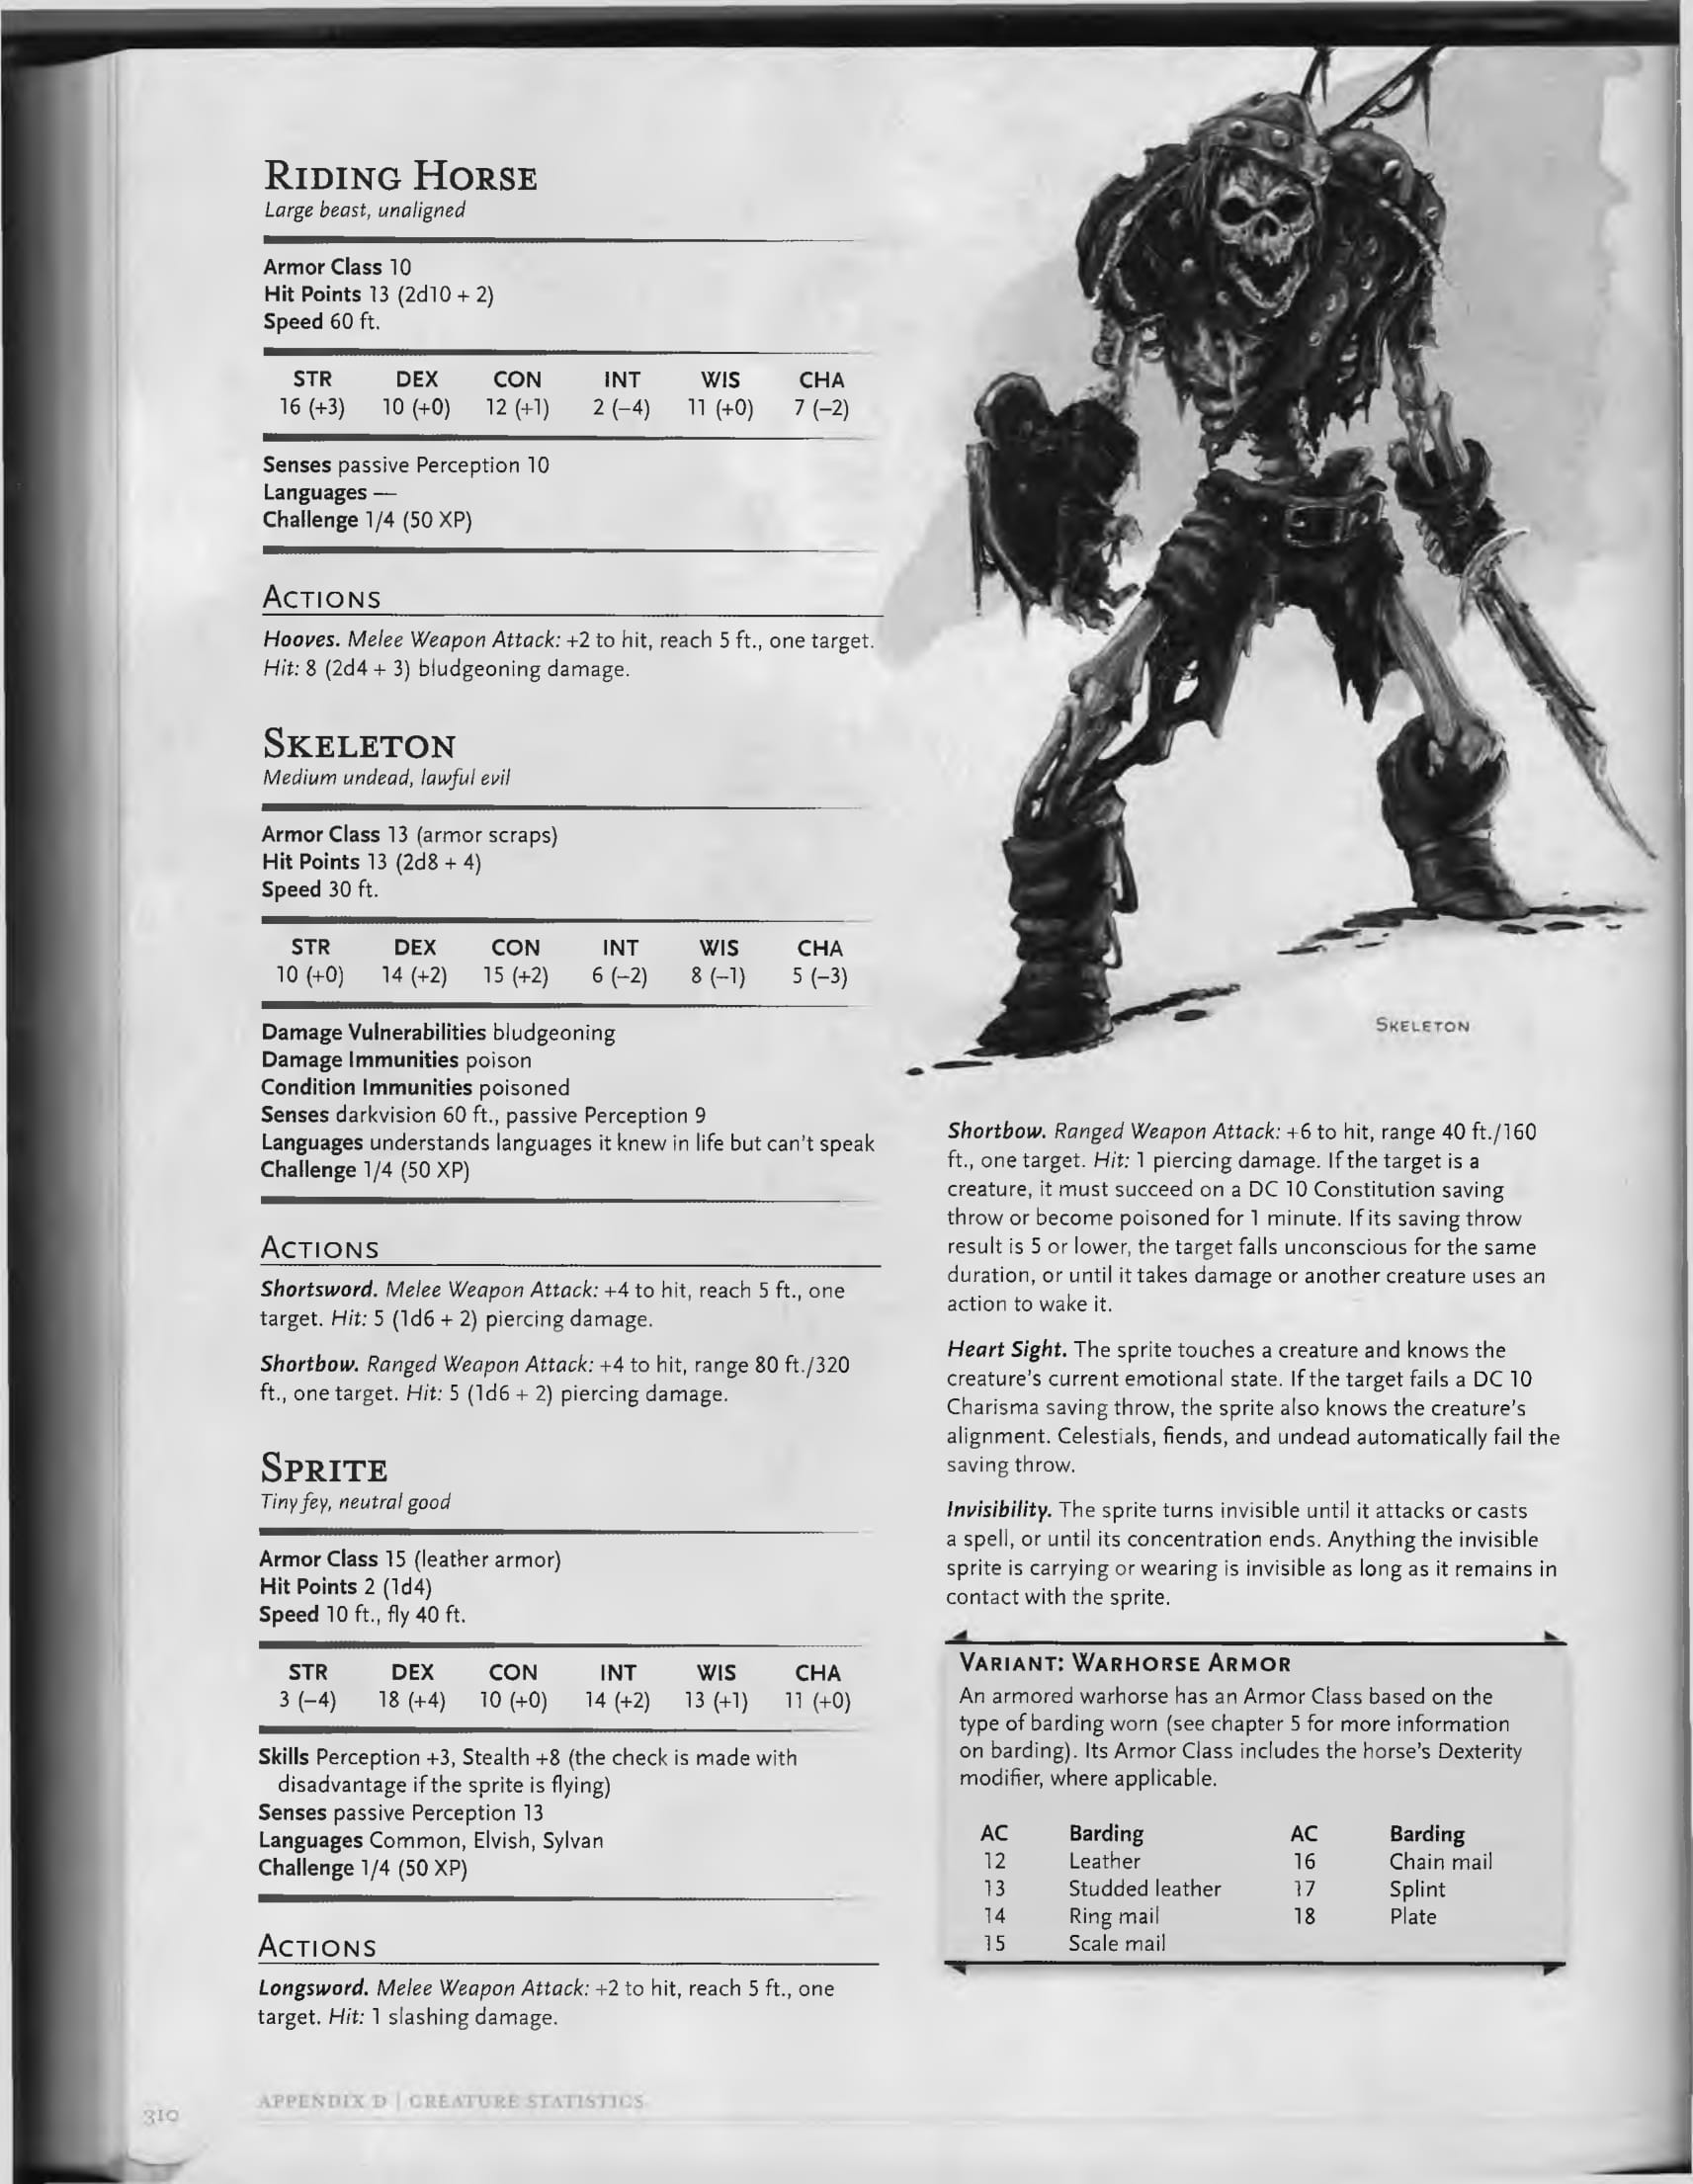 RIDING HORSE
Large beast, unaligned
Armor Class 10
Hit Points 13 (2d10 + 2)
Speed 60 ft.
STR DEX CON INT WIS CHA
16 (+3) 10 (+0) 12 (+1) 2 (–4) 11 (+0) 7 (–2)
Senses passive Perception 10
Languages —
Challenge 1/4 (50 XP)
ACTIONS
Hooves. Melee Weapon Attack: +2 to hit, reach 5 ft., one target.
Hit: 8 (2d4 + 3) bludgeoning damage.
SKELETON
Medium undead, lawful evil
Armor Class 13 (armor scraps)
Hit Points 13 (2d8 + 4)
Speed 30 ft.
STR DEX CON INT WIS CHA
10 (+0) 14 (+2) 15 (+2) 6 (–2) 8 (–1) 5 (–3)
Damage Vulnerabilities bludgeoning
Damage Immunities poison
Condition Immunities poisoned
Senses darkvision 60 ft., passive Perception 9
Languages understands languages it knew in life but can't speak
Challenge 1/4 (50 XP)
ACTIONS
Shortsword. Melee Weapon Attack: +4 to hit, reach 5 ft., one
target. Hit: 5 (1d6 + 2) piercing damage.
Shortbow. Ranged Weapon Attack: +4 to hit, range 80 ft./320
ft., one target. Hit: 5 (1d6 + 2) piercing damage.
SPRITE
Tiny fey, neutral good
Armor Class 15 (leather armor)
Hit Points 2 (1d4)
Speed 10 ft., fly 40 ft.
STR DEX CON INT WIS CHA
3 (–4) 18 (+4) 10 (+0) 14 (+2) 13 (+1) 11 (+0)
Skills Perception +3, Stealth +8 (the check is made with
disadvantage if the sprite is flying)
Senses passive Perception 13
Languages Common, Elvish, Sylvan
Challenge 1/4 (50 XP)
ACTIONS
Longsword. Melee Weapon Attack: +2 to hit, reach 5 ft., one
target. Hit: 1 slashing damage.
SKELETON
Shortbow. Ranged Weapon Attack: +6 to hit, range 40 ft./160
ft., one target. Hit: 1 piercing damage. If the target is a
creature, it must succeed on a DC 10 Constitution saving
throw or become poisoned for 1 minute. If its saving throw
result is 5 or lower, the target falls unconscious for the same
duration, or until it takes damage or another creature uses an
action to wake it.
Heart Sight. The sprite touches a creature and knows the
creature's current emotional state. If the target fails a DC 10
Charisma saving throw, the sprite also knows the creature's
alignment. Celestials, fiends, and undead automatically fail the
saving throw.
Invisibility. The sprite turns invisible until it attacks or casts
a spell, or until its concentration ends. Anything the invisible
sprite is carrying or wearing is invisible as long as it remains in
contact with the sprite.
VARIANT: WARHORSE ARMOR
An armored warhorse has an Armor Class based on the
type of barding worn (see chapter 5 for more information
on barding). Its Armor Class includes the horse's Dexterity
modifier, where applicable.
AC Barding AC Barding
12 Leather 16 Chain mail
13 Studded leather 17 Splint
14 Ring mail 18 Plate
15 Scale mail
310
APPENDIX D | CREATURE STATISTICS